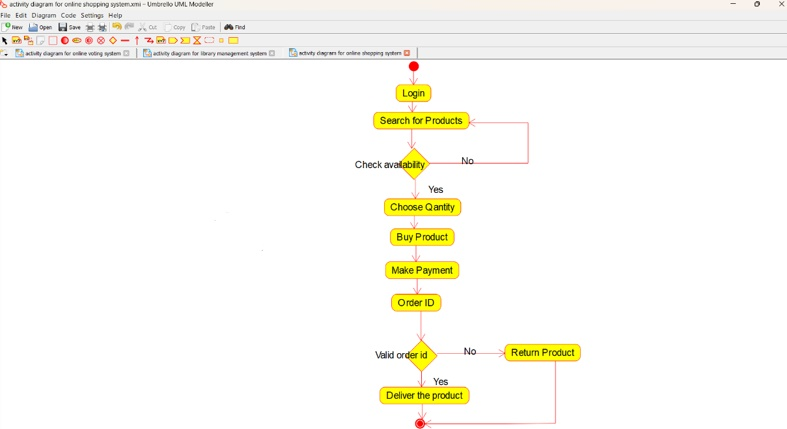 activity diagram for online shopping system.xmi - Umbrello UML Modeller
File Edit Diagram Code Settings Help
New Open Save Cut Copy Paste Find
activity diagram for online voting system activity diagram for library management system activity diagram for online shopping system
Login
Search for Products
Check availability No
Yes
Choose Qantity
Buy Product
Make Payment
Order ID
Valid order id No Return Product
Yes
Deliver the product